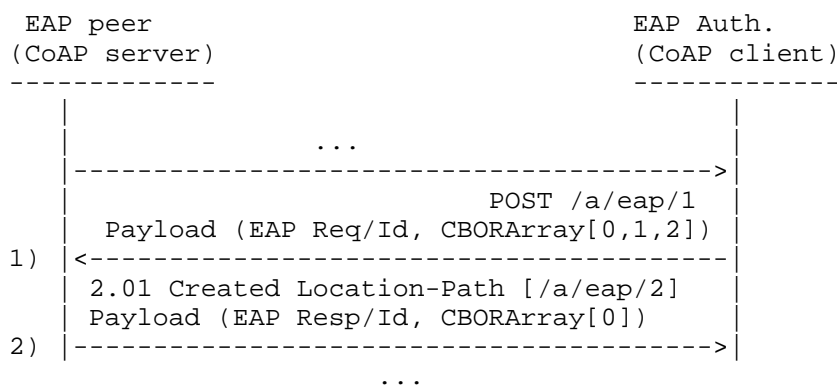 EAP peer                                  EAP Auth.
(CoAP server)                             (CoAP client)
-------------                             -------------
|                                         |
|               ...                       |
|---------------------------------------->|
|                          POST /a/eap/1  |
|  Payload (EAP Req/Id, CBORArray[0,1,2]) |
1) |<----------------------------------------|
| 2.01 Created Location-Path [/a/eap/2]   |
| Payload (EAP Resp/Id, CBORArray[0])     |
2) |---------------------------------------->|
...